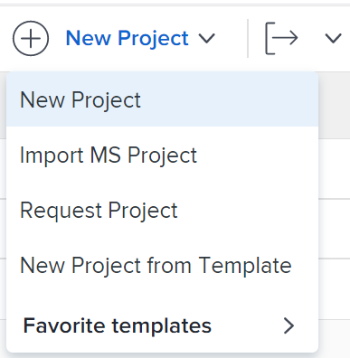 New Project
New Project
Import MS Project
Request Project
New Project from Template
Favorite templates